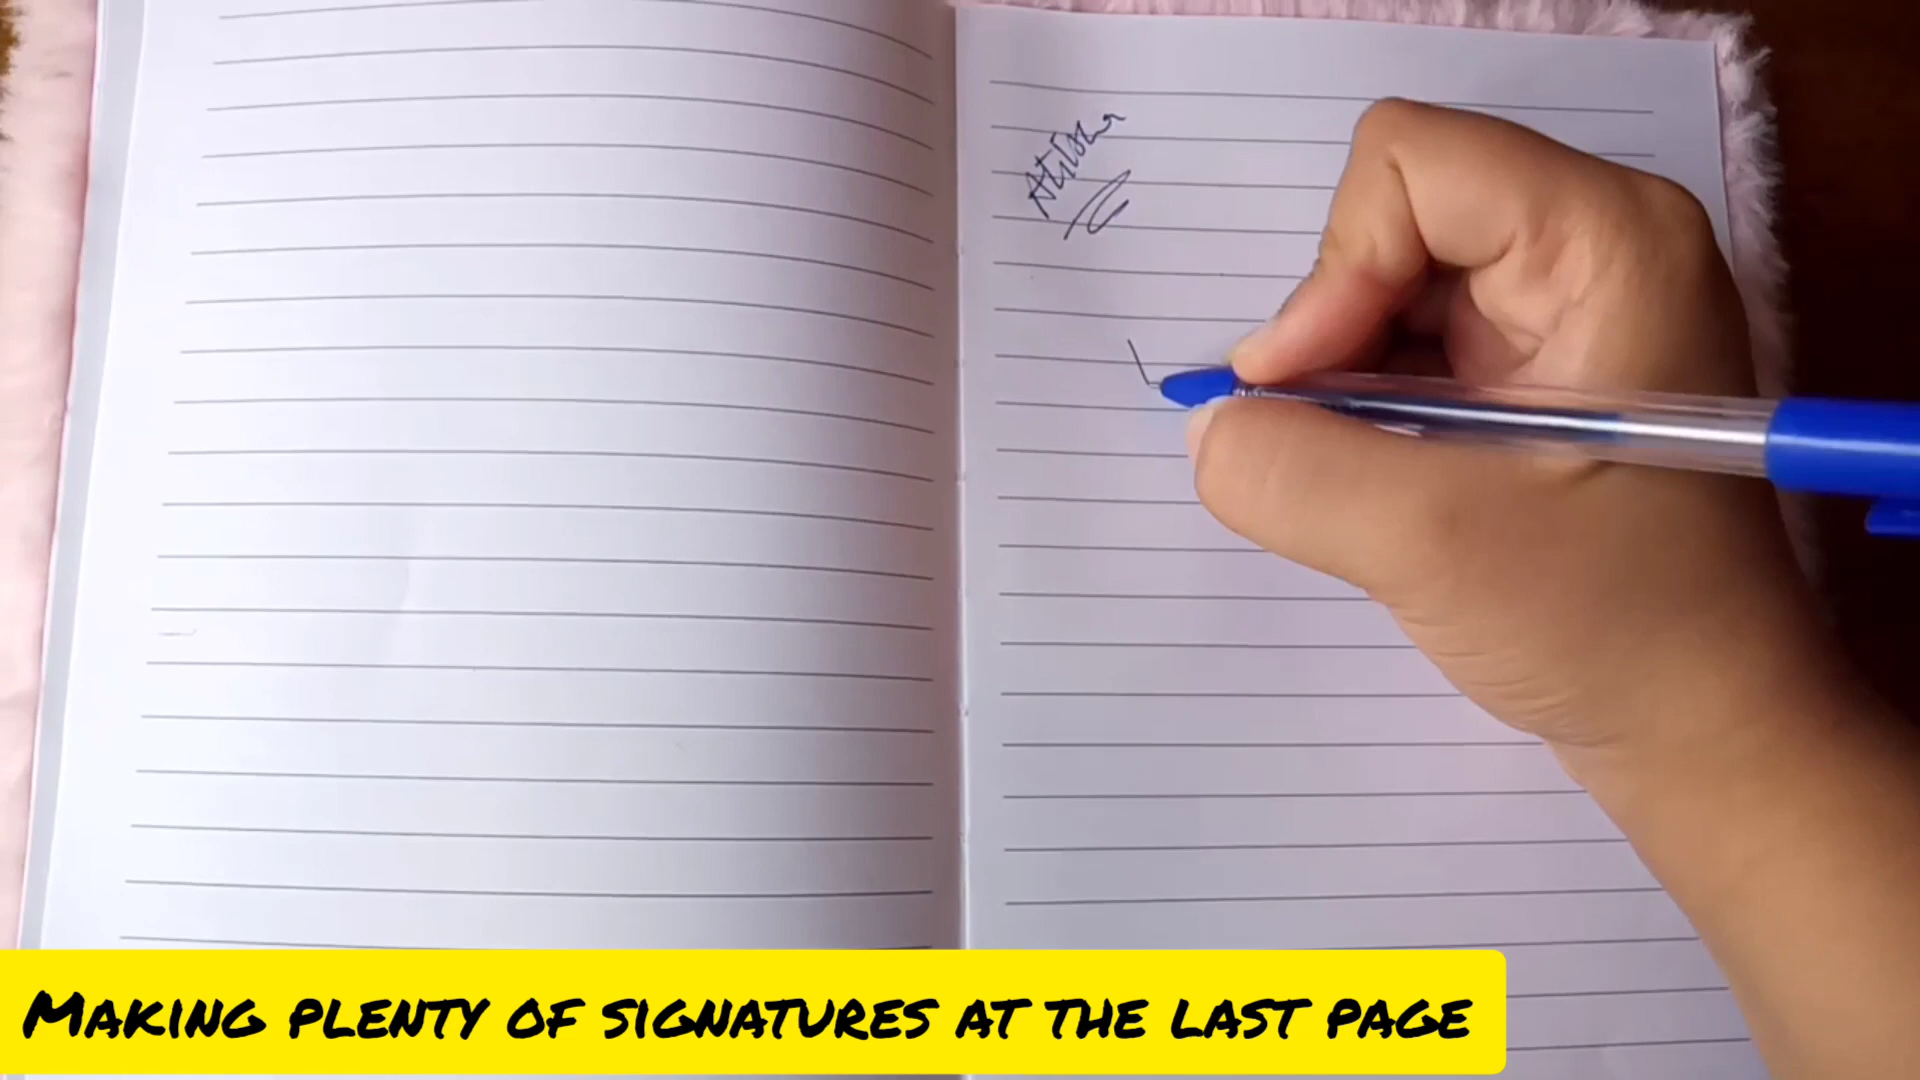 MAKING PLENTY OF SIGNATURES AT THE LAST PAGE